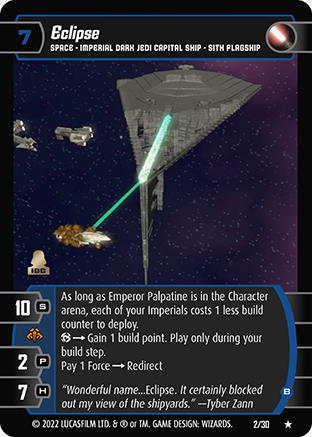 7
Eclipse
SPACE - IMPERIAL DARK JEDI CAPITAL SHIP - SITH FLAGSHIP
IDC
10 S
As long as Emperor Palpatine is in the Character
arena, each of your Imperials costs 1 less build
counter to deploy.
→ Gain 1 build point. Play only during your
build step.
2 P
Pay 1 Force → Redirect
7 H
“Wonderful name...Eclipse. It certainly blocked
out my view of the shipyards.” —Tyber Zann
B
© 2022 LUCASFILM LTD. & ® or TM. GAME DESIGN: WIZARDS.
2/30